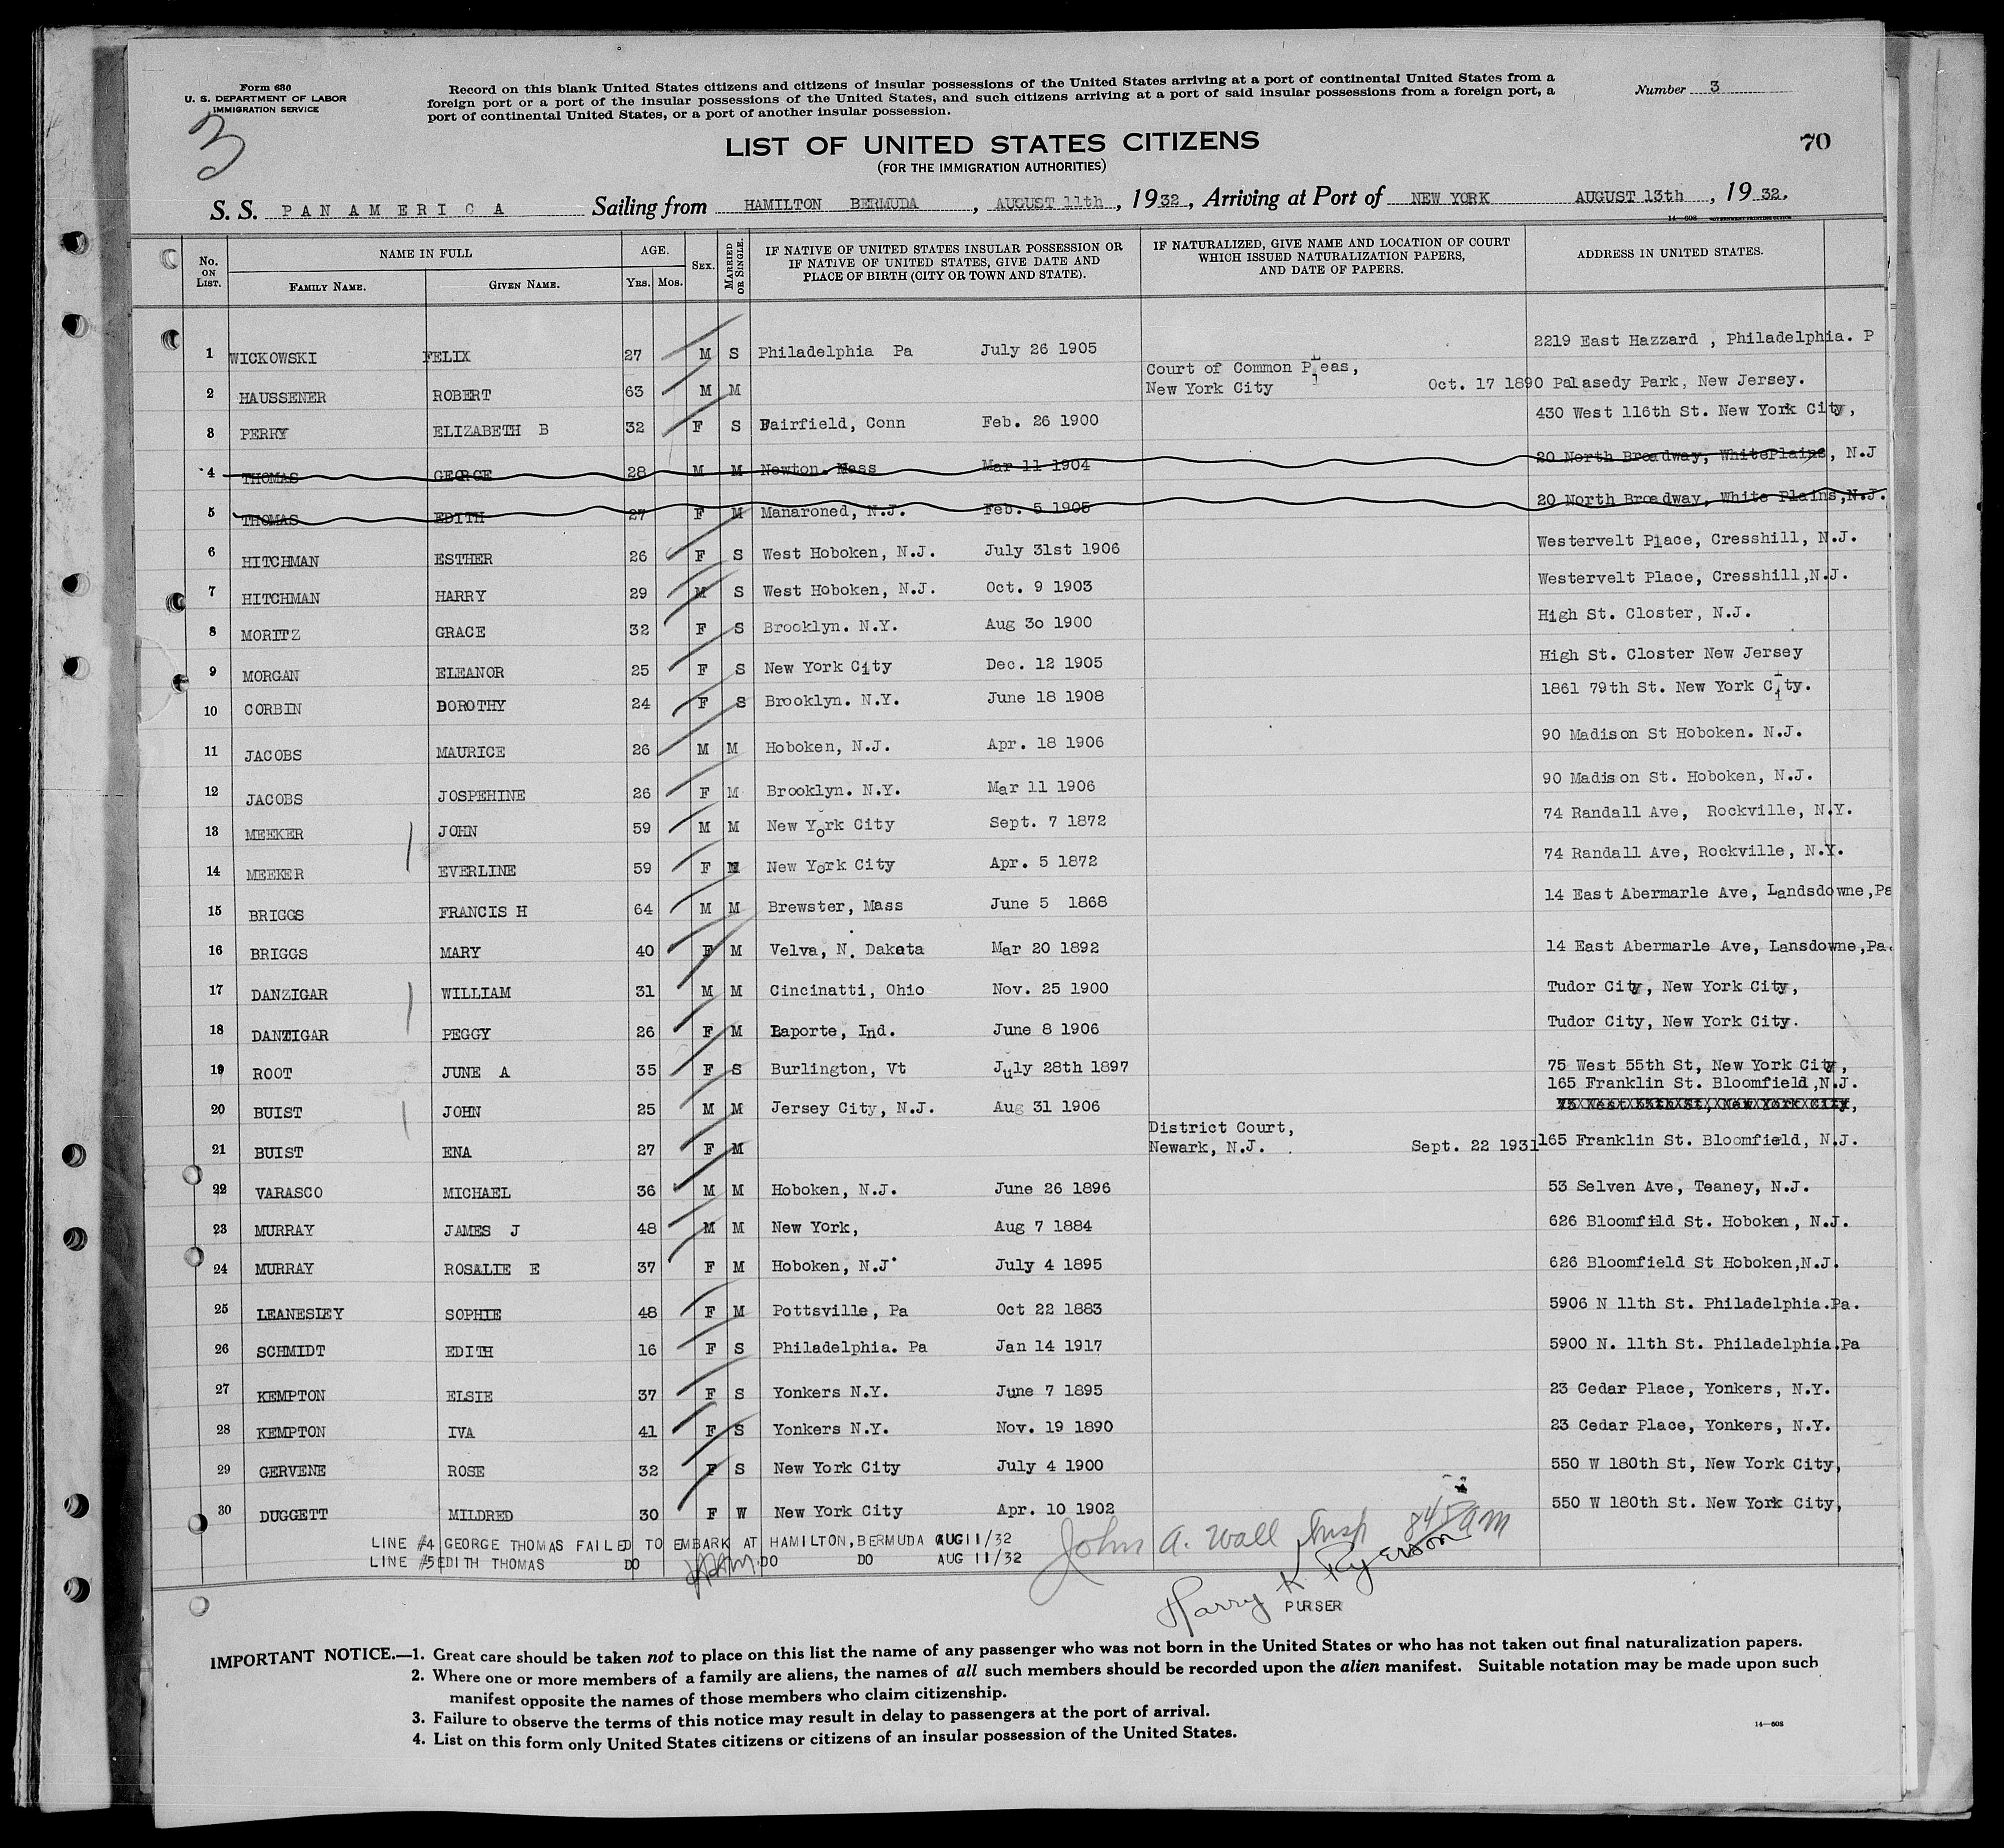 Form 630
U. S. DEPARTMENT OF LABOR
IMMIGRATION SERVICE
3
Record on this blank United States citizens and citizens of insular possessions of the United States arriving at a port of continental United States from a
foreign port or a port of the insular possessions of the United States, and such citizens arriving at a port of said insular possessions from a foreign port, a
port of continental United States, or a port of another insular possession.
Number 3
LIST OF UNITED STATES CITIZENS
(FOR THE IMMIGRATION AUTHORITIES)
70
S. S. PAN AMERICA Sailing from HAMILTON BERMUDA, AUGUST 11th, 1932, Arriving at Port of NEW YORK AUGUST 13th, 1932.
14—608 GOVERNMENT PRINTING OFFICE
No. ON LIST. NAME IN FULL FAMILY NAME. GIVEN NAME. AGE. YRS. MOS. SEX. MARRIED OR SINGLE. IF NATIVE OF UNITED STATES INSULAR POSSESSION OR IF NATIVE OF UNITED STATES, GIVE DATE AND PLACE OF BIRTH (CITY OR TOWN AND STATE). IF NATURALIZED, GIVE NAME AND LOCATION OF COURT WHICH ISSUED NATURALIZATION PAPERS, AND DATE OF PAPERS. ADDRESS IN UNITED STATES.
1 WICKOWSKI FELIX 27 M S Philadelphia Pa July 26 1905 2219 East Hazzard , Philadelphia. P
2 HAUSSENER ROBERT 63 M M Court of Common Pleas, New York City Oct. 17 1890 Palasedy Park, New Jersey.
3 PERRY ELIZABETH B 32 F S Fairfield, Conn Feb. 26 1900 430 West 116th St. New York City,
4 THOMAS GEORGE 28 M M Newton. Mass Mar 11 1904 20 North Broadway, WhitePlains, N.J
5 THOMAS EDITH 27 F M Manaroned, N.J. Feb. 5 1905 20 North Broadway, White Plains,N.J.
6 HITCHMAN ESTHER 26 F S West Hoboken, N.J. July 31st 1906 Westervelt Place, Cresshill, N.J.
7 HITCHMAN HARRY 29 M S West Hoboken, N.J. Oct. 9 1903 Westervelt Place, Cresshill,N.J.
8 MORITZ GRACE 32 F S Brooklyn. N.Y. Aug 30 1900 High St. Closter, N.J.
9 MORGAN ELEANOR 25 F S New York City Dec. 12 1905 High St. Closter New Jersey
10 CORBIN DOROTHY 24 F S Brooklyn. N.Y. June 18 1908 1861 79th St. New York City.
11 JACOBS MAURICE 26 M M Hoboken, N.J. Apr. 18 1906 90 Madison St Hoboken. N.J.
12 JACOBS JOSPEHINE 26 F M Brooklyn. N.Y. Mar 11 1906 90 Madison St. Hoboken, N.J.
13 MEEKER JOHN 59 M M New York City Sept. 7 1872 74 Randall Ave, Rockville, N.Y.
14 MEEKER EVERLINE 59 F M New York City Apr. 5 1872 74 Randall Ave, Rockville, N.Y.
15 BRIGGS FRANCIS H 64 M M Brewster, Mass June 5 1868 14 East Abermarle Ave, Landsdowne,Pa
16 BRIGGS MARY 40 F M Velva, N. Dakata Mar 20 1892 14 East Abermarle Ave, Lansdowne,Pa.
17 DANZIGAR WILLIAM 31 M M Cincinatti, Ohio Nov. 25 1900 Tudor City, New York City,
18 DANZIGAR PEGGY 26 F M Laporte, Ind. June 8 1906 Tudor City, New York City.
19 ROOT JUNE A 35 F S Burlington, Vt July 28th 1897 75 West 55th St, New York City,
165 Franklin St. Bloomfield,N.J.
20 BUIST JOHN 25 M M Jersey City, N.J. Aug 31 1906 75 West 55th St, New York City,
21 BUIST ENA 27 F M District Court, Newark, N.J. Sept. 22 1931 165 Franklin St. Bloomfield, N.J.
22 VARASCO MICHAEL 36 M M Hoboken, N.J. June 26 1896 53 Selven Ave, Teaney, N.J.
23 MURRAY JAMES J 48 M M New York, Aug 7 1884 626 Bloomfild St. Hoboken, N.J.
24 MURRAY ROSALIE E 37 F M Hoboken, N.J. July 4 1895 626 Bloomfield St Hoboken,N.J.
25 LEANESLEY SOPHIE 48 F M Pottsville, Pa Oct 22 1883 5906 N 11th St. Philadelphia.Pa.
26 SCHMIDT EDITH 16 F S Philadelphia. Pa Jan 14 1917 5900 N. 11th St. Philadelphia.Pa
27 KEMPTON ELSIE 37 F S Yonkers N.Y. June 7 1895 23 Cedar Place, Yonkers, N.Y.
28 KEMPTON IVA 41 F S Yonkers N.Y. Nov. 19 1890 23 Cedar Place, Yonkers, N.Y.
29 GERVENE ROSE 32 F S New York City July 4 1900 550 W 180th St, New York City,
30 DUGGETT MILDRED 30 F W New York City Apr. 10 1902 550 W 180th St. New York City,
LINE #4 GEORGE THOMAS FAILED TO EMBARK AT HAMILTON, BERMUDA AUG 11/32
LINE #5 EDITH THOMAS DO DO DO AUG 11/32
John A. Wall Insp 845 am
Harry K Ryerson
PURSER
IMPORTANT NOTICE.—1. Great care should be taken not to place on this list the name of any passenger who was not born in the United States or who has not taken out final naturalization papers.
2. Where one or more members of a family are aliens, the names of all such members should be recorded upon the alien manifest. Suitable notation may be made upon such
manifest opposite the names of those members who claim citizenship.
3. Failure to observe the terms of this notice may result in delay to passengers at the port of arrival.
4. List on this form only United States citizens or citizens of an insular possession of the United States.
14—608